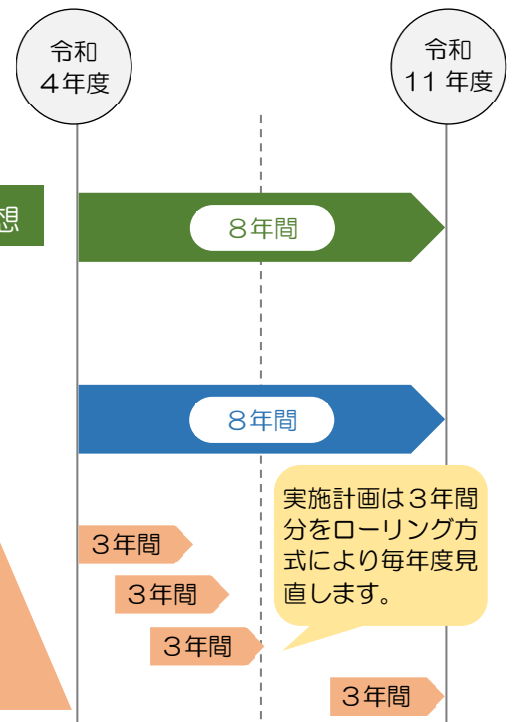 令和
４年度
令和
11 年度
想
８年間
８年間
実施計画は３年間
分をローリング方
式により毎年度見
直します。
３年間
３年間
３年間
３年間